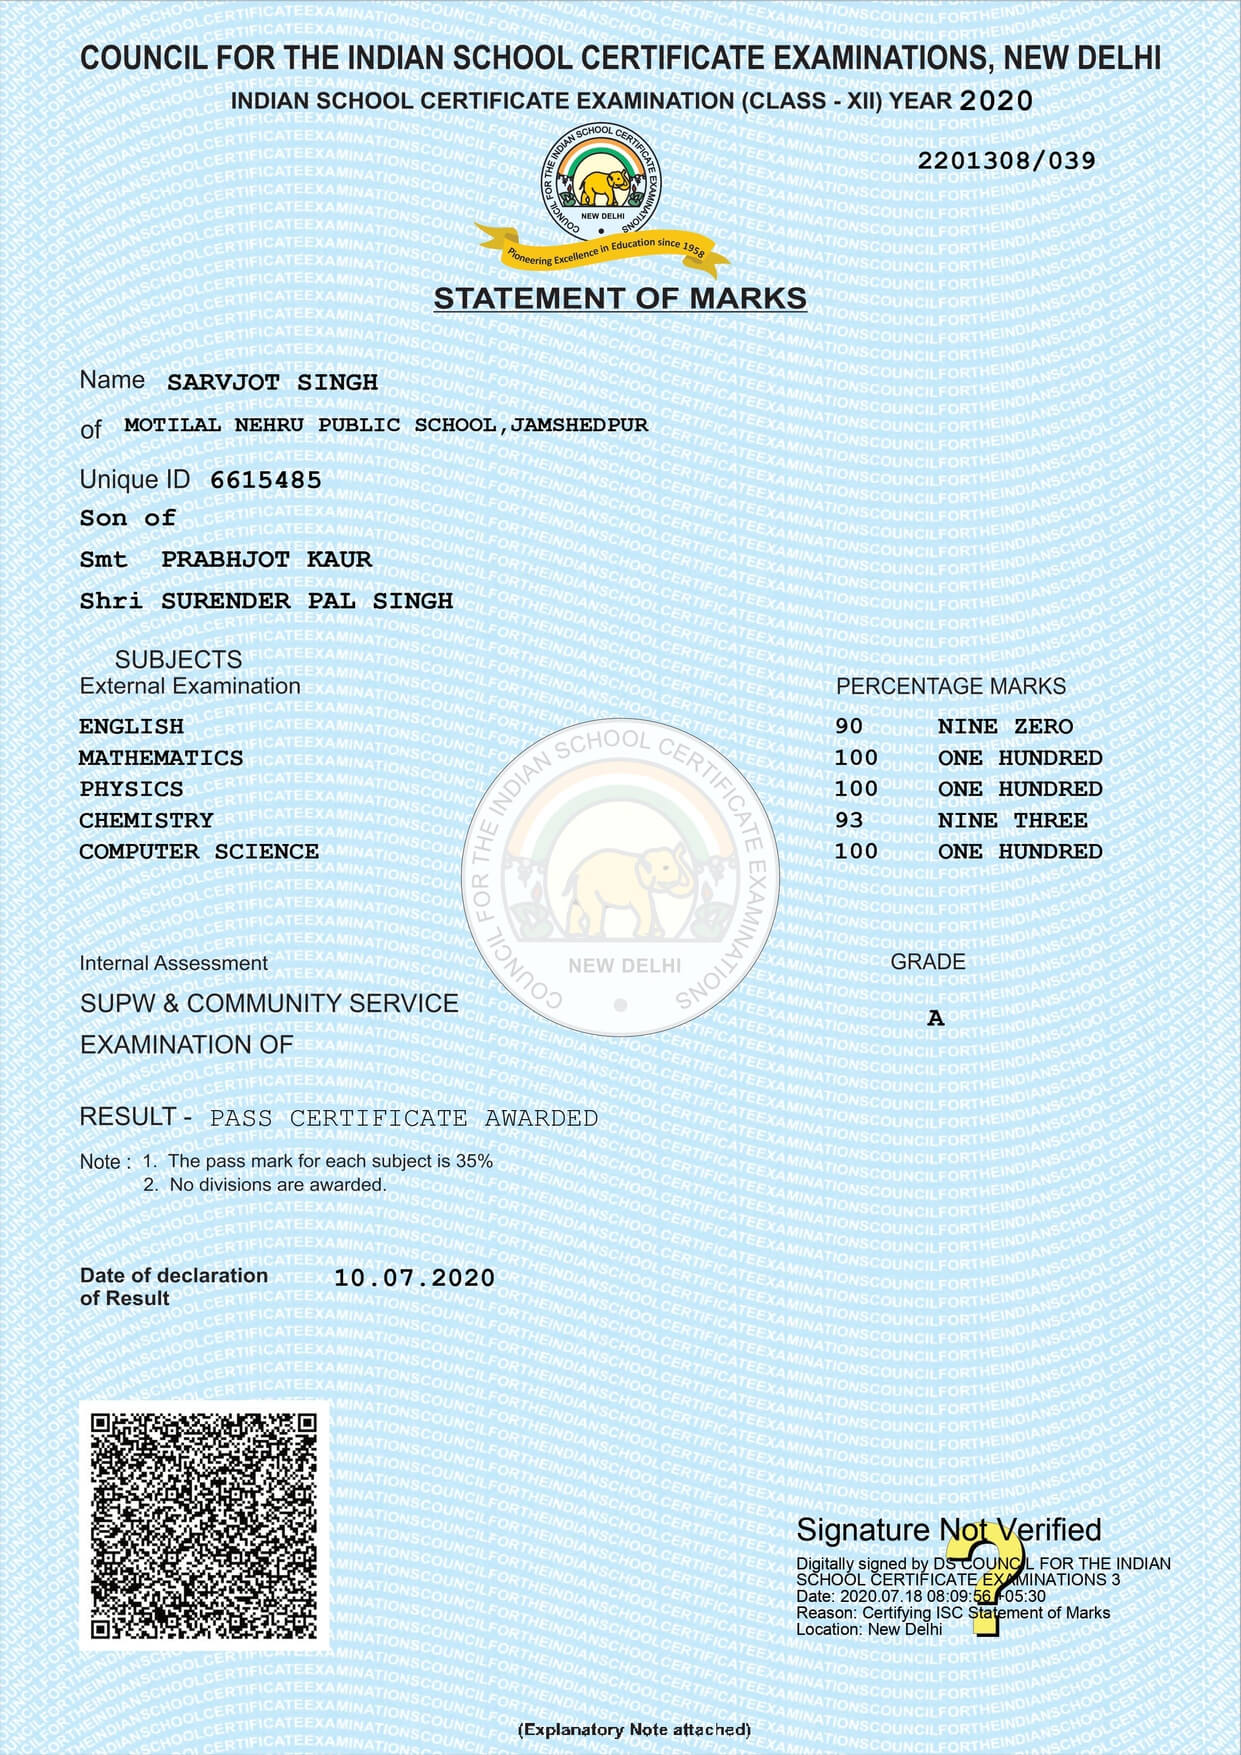 COUNCIL FOR THE INDIAN SCHOOL CERTIFICATE EXAMINATIONS, NEW DELHI
INDIAN SCHOOL CERTIFICATE EXAMINATION (CLASS - XII) YEAR 2020
2201308/039
COUNCIL FOR THE INDIAN SCHOOL CERTIFICATE EXAMINATIONS
NEW DELHI
Pioneering Excellence in Education since 1958
STATEMENT OF MARKS
Name SARVJOT SINGH
of MOTILAL NEHRU PUBLIC SCHOOL,JAMSHEDPUR
Unique ID 6615485
Son of
Smt PRABHJOT KAUR
Shri SURENDER PAL SINGH
SUBJECTS
External Examination PERCENTAGE MARKS
ENGLISH 90 NINE ZERO
MATHEMATICS 100 ONE HUNDRED
PHYSICS 100 ONE HUNDRED
CHEMISTRY 93 NINE THREE
COMPUTER SCIENCE 100 ONE HUNDRED
COUNCIL FOR THE INDIAN SCHOOL CERTIFICATE EXAMINATIONS
NEW DELHI
Internal Assessment GRADE
SUPW & COMMUNITY SERVICE A
EXAMINATION OF
RESULT - PASS CERTIFICATE AWARDED
Note : 1. The pass mark for each subject is 35%
2. No divisions are awarded.
Date of declaration 10.07.2020
of Result
Signature Not Verified
Digitally signed by DS COUNCIL FOR THE INDIAN
SCHOOL CERTIFICATE EXAMINATIONS 3
Date: 2020.07.18 08:09:56 +05:30
Reason: Certifying ISC Statement of Marks
Location: New Delhi
(Explanatory Note attached)